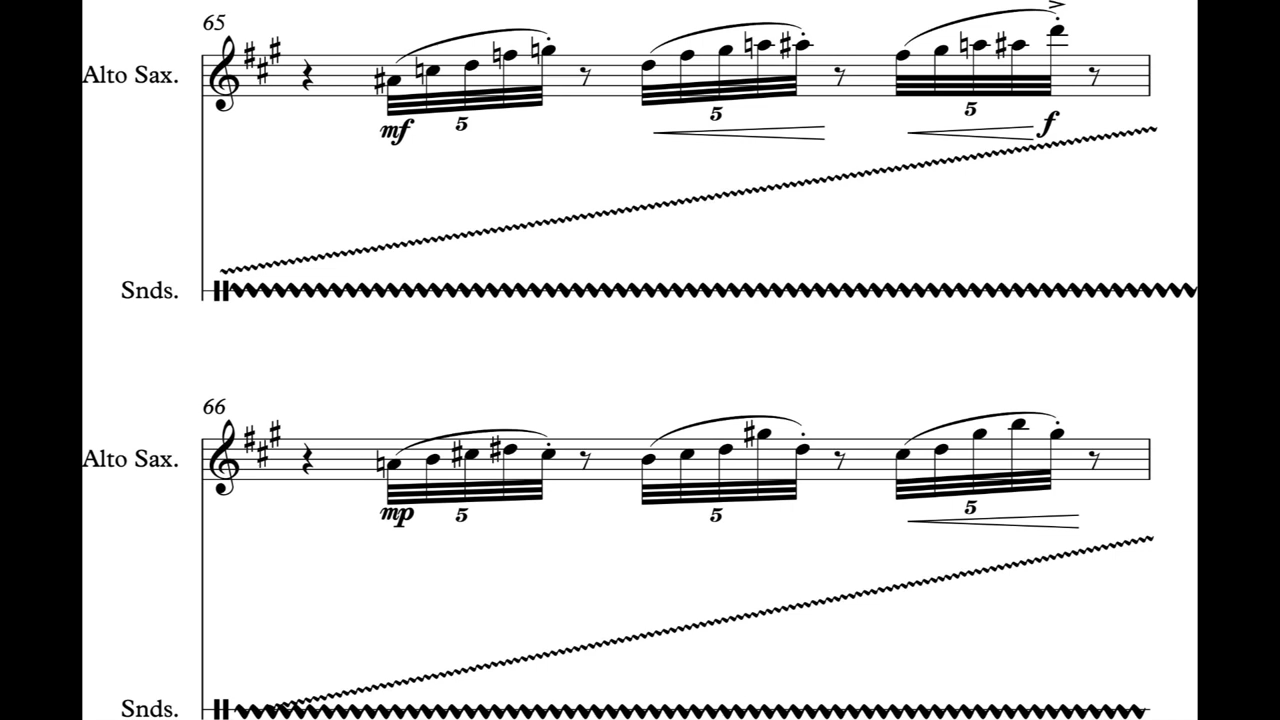 65
Alto Sax.
mf 5 5 5 f
Snds.
66
Alto Sax.
mp 5 5 5
Snds.